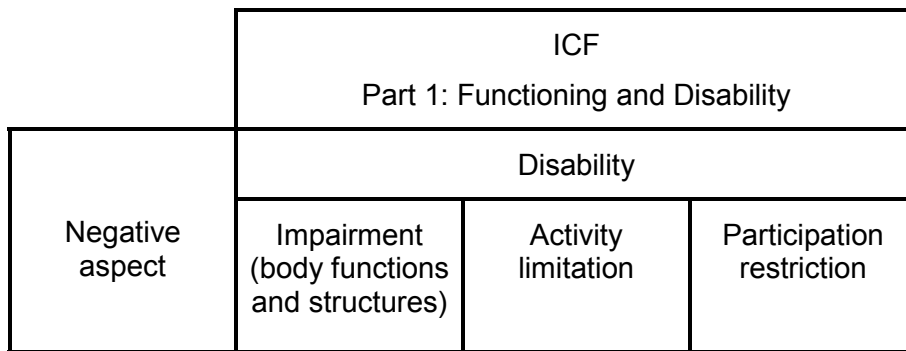 ICF
Part 1: Functioning and Disability
Disability
Negative
aspect
Impairment
(body functions
and structures)
Activity
limitation
Participation
restriction